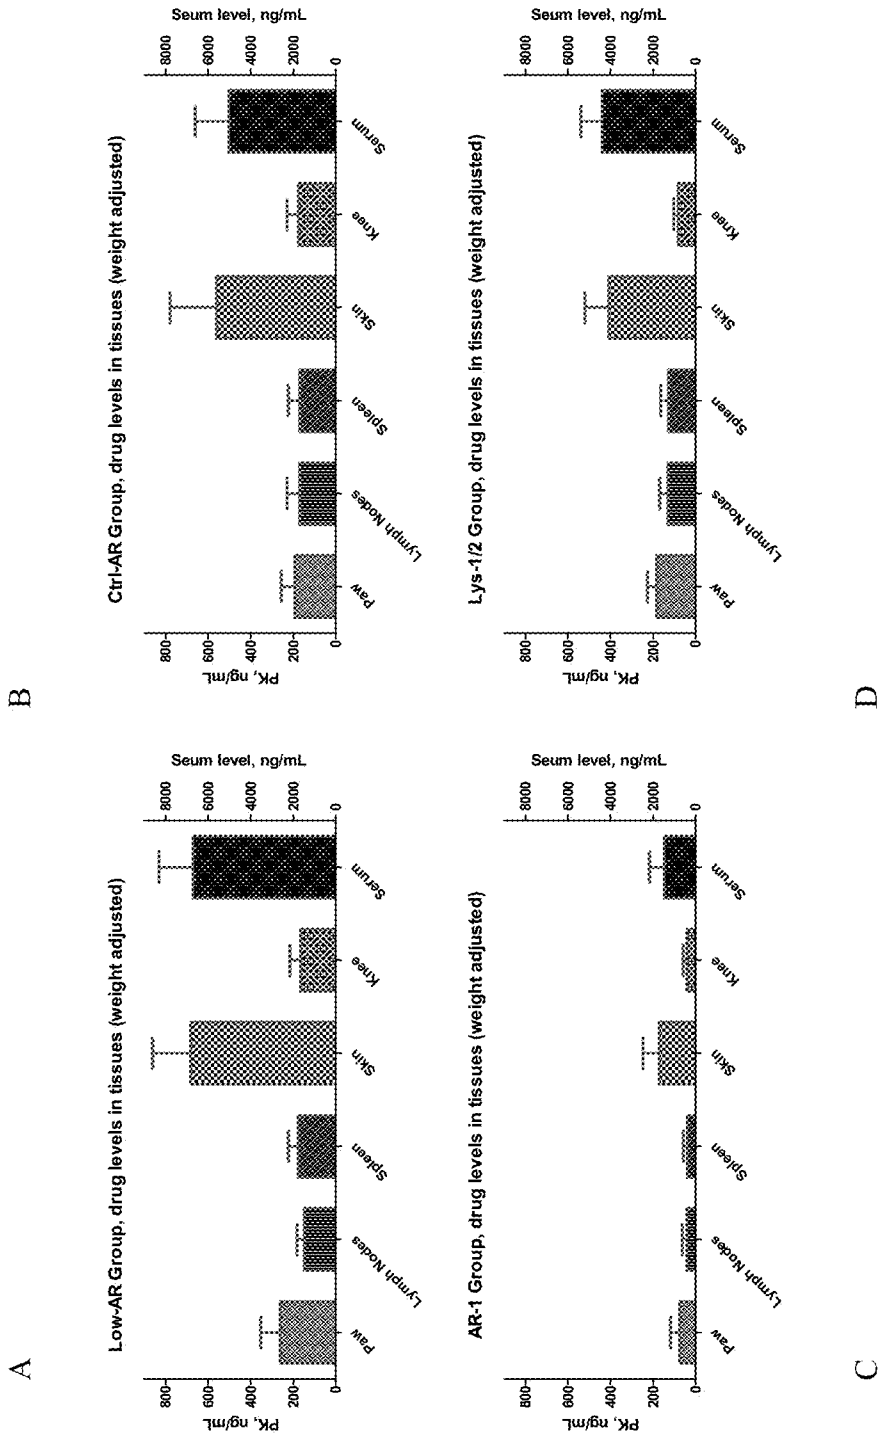 A
Low-AR Group, drug levels in tissues (weight adjusted)
PK, ng/mL
800
600
400
200
0
Seum level, ng/mL
8000
6000
4000
2000
0
Paw
Lymph Nodes
Spleen
Skin
Knee
Serum
B
Ctrl-AR Group, drug levels in tissues (weight adjusted)
PK, ng/mL
800
600
400
200
0
Seum level, ng/mL
8000
6000
4000
2000
0
Paw
Lymph Nodes
Spleen
Skin
Knee
Serum
C
AR-1 Group, drug levels in tissues (weight adjusted)
PK, ng/mL
800
600
400
200
0
Seum level, ng/mL
8000
6000
4000
2000
0
Paw
Lymph Nodes
Spleen
Skin
Knee
Serum
D
Lys-1/2 Group, drug levels in tissues (weight adjusted)
PK, ng/mL
800
600
400
200
0
Seum level, ng/mL
8000
6000
4000
2000
0
Paw
Lymph Nodes
Spleen
Skin
Knee
Serum